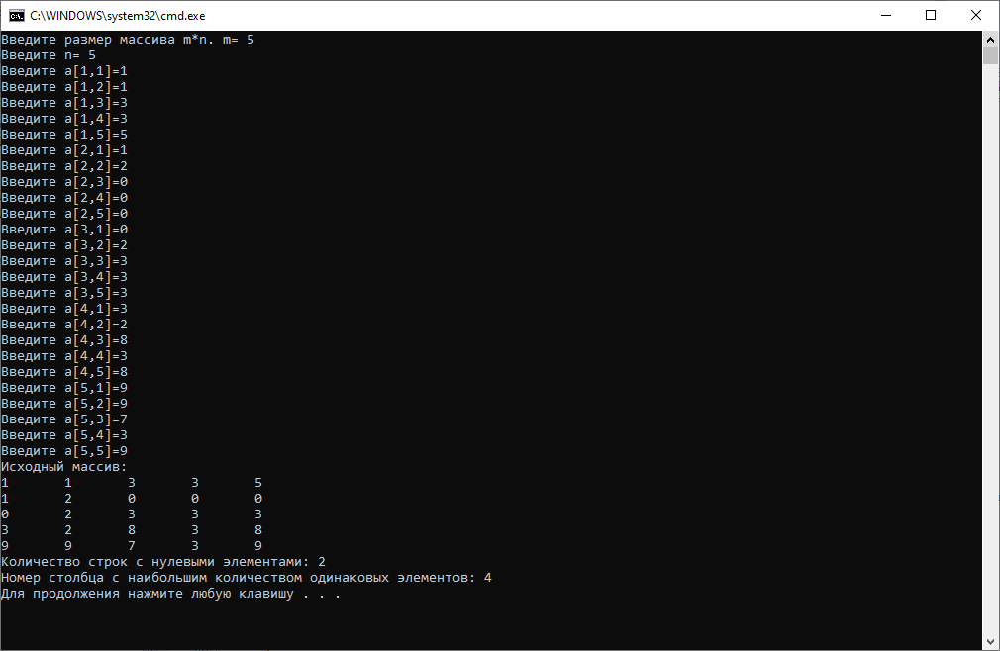 C:\WINDOWS\system32\cmd.exe
Введите размер массива m*n. m= 5
Введите n= 5
Введите a[1,1]=1
Введите a[1,2]=1
Введите a[1,3]=3
Введите a[1,4]=3
Введите a[1,5]=5
Введите a[2,1]=1
Введите a[2,2]=2
Введите a[2,3]=0
Введите a[2,4]=0
Введите a[2,5]=0
Введите a[3,1]=0
Введите a[3,2]=2
Введите a[3,3]=3
Введите a[3,4]=3
Введите a[3,5]=3
Введите a[4,1]=3
Введите a[4,2]=2
Введите a[4,3]=8
Введите a[4,4]=3
Введите a[4,5]=8
Введите a[5,1]=9
Введите a[5,2]=9
Введите a[5,3]=7
Введите a[5,4]=3
Введите a[5,5]=9
Исходный массив:
1 1 3 3 5
1 2 0 0 0
0 2 3 3 3
3 2 8 3 8
9 9 7 3 9
Количество строк с нулевыми элементами: 2
Номер столбца с наибольшим количеством одинаковых элементов: 4
Для продолжения нажмите любую клавишу . . .